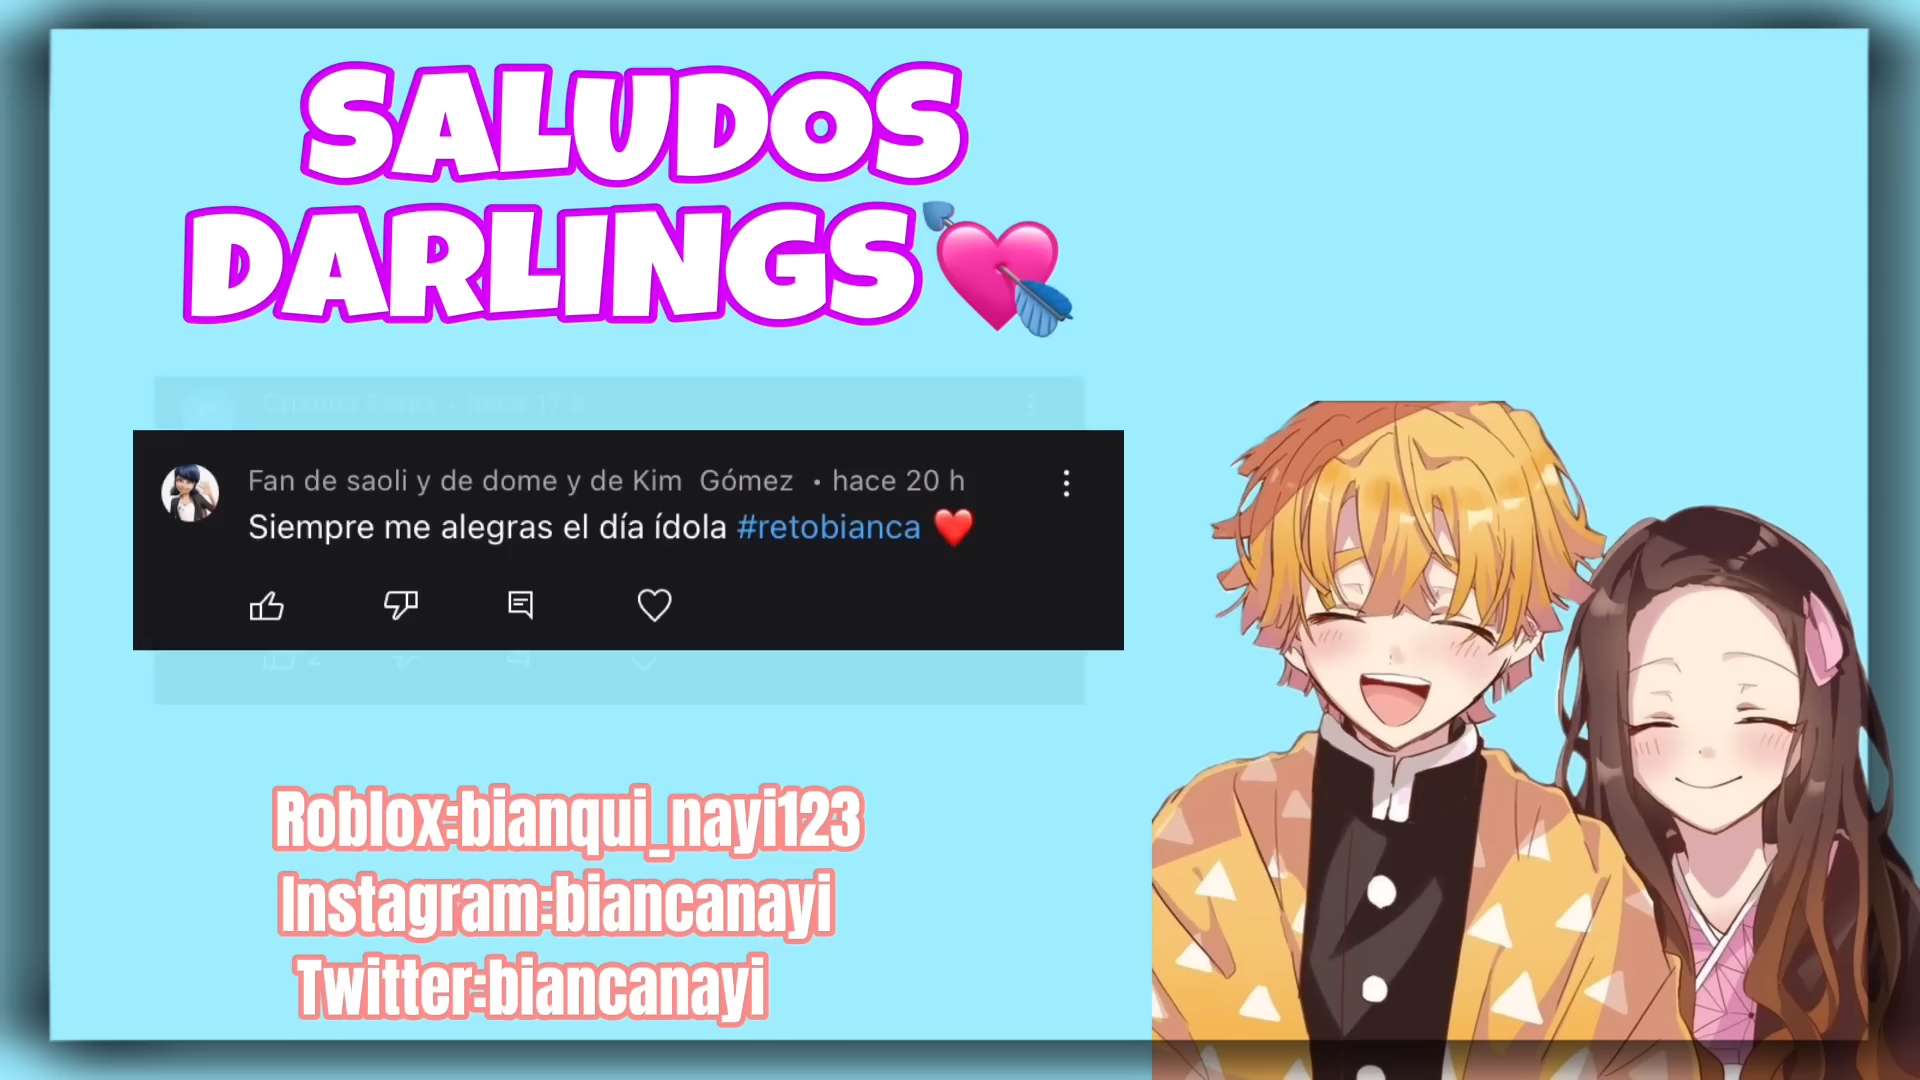 SALUDOS
DARLINGS💘
Fan de saoli y de dome y de Kim Gómez • hace 20 h
Siempre me alegras el día ídola #retobianca ❤️
Roblox:bianqui_nayi123
Instagram:biancanayi
Twitter:biancanayi